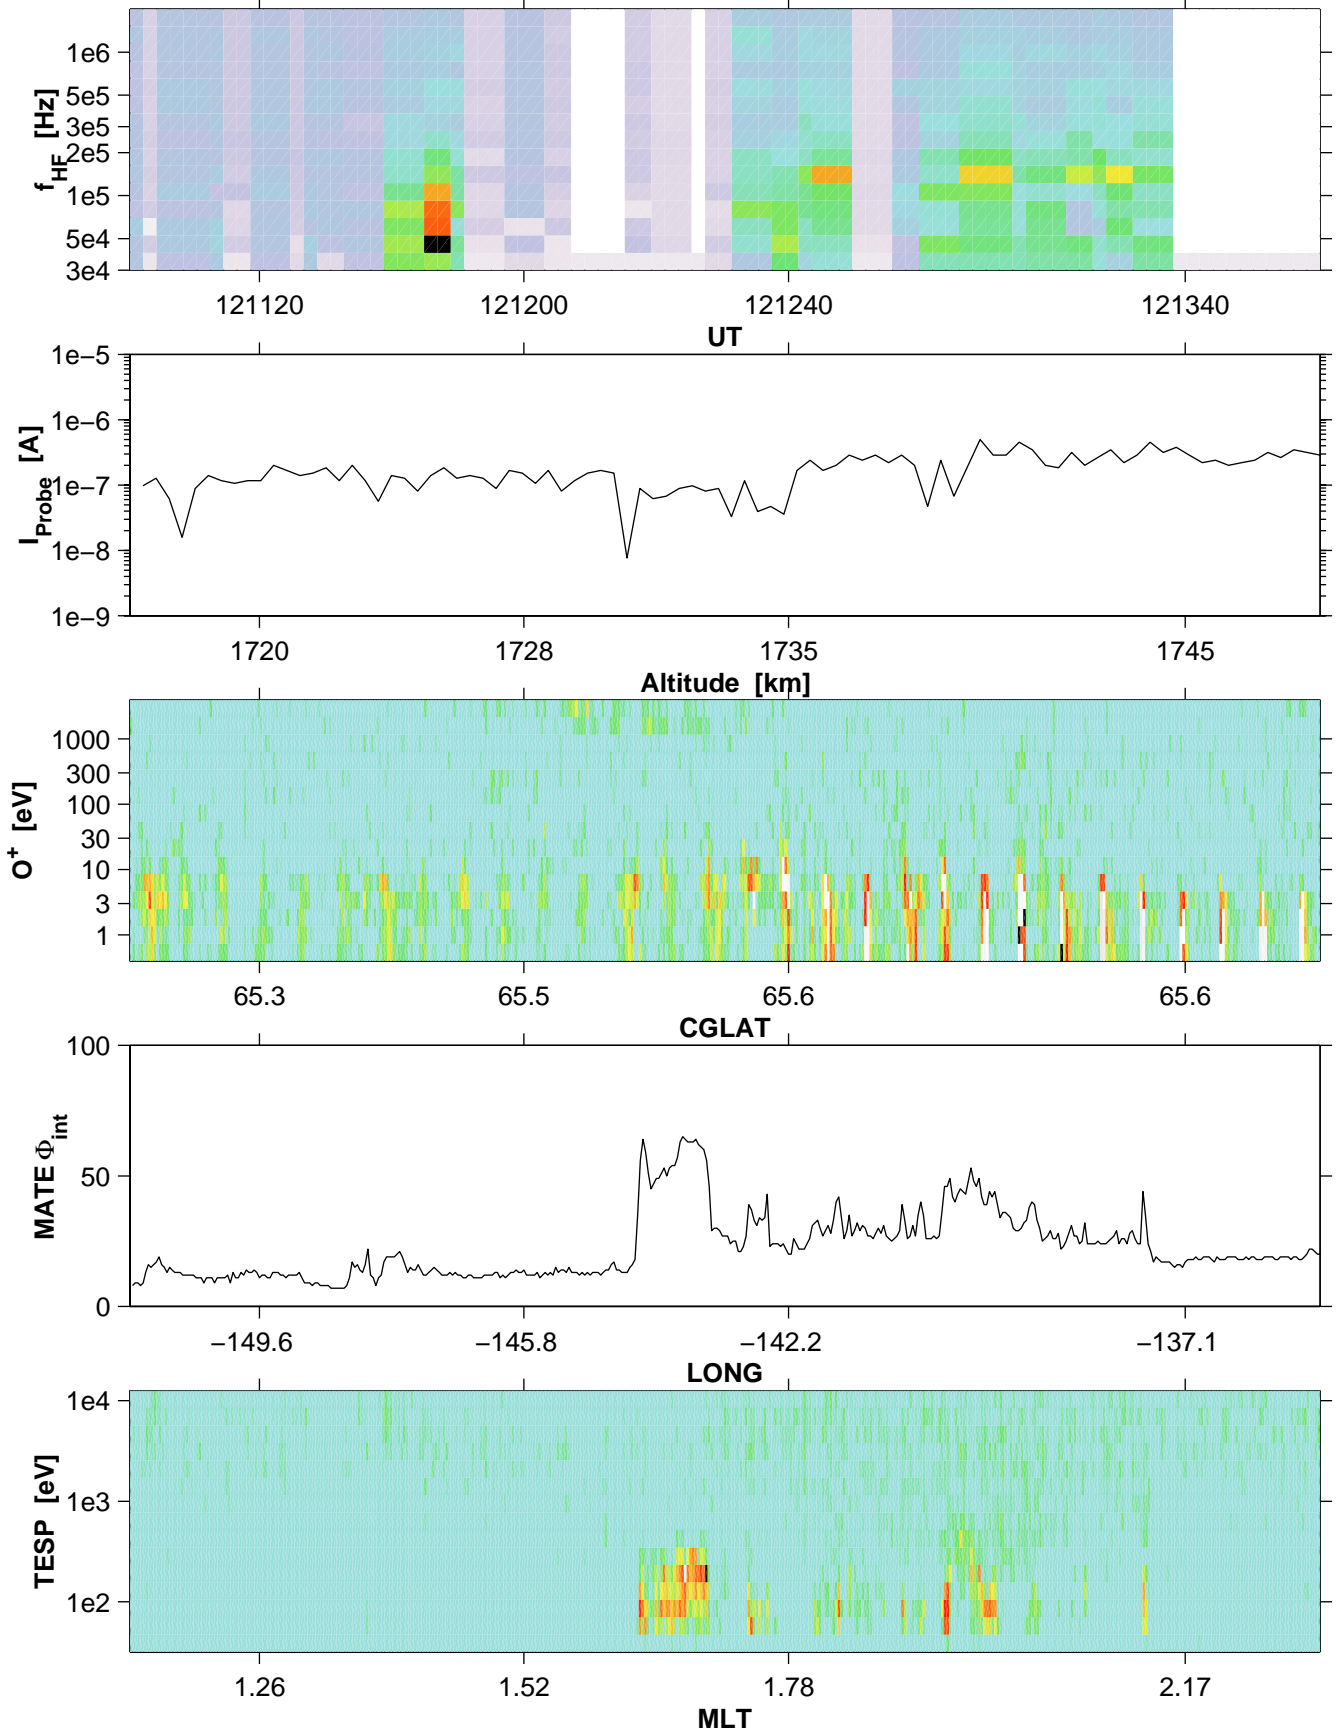 f_HF [Hz]
1e6
5e5
3e5
2e5
1e5
5e4
3e4
121120 121200 121240 121340
UT
I_Probe [A]
1e−5
1e−6
1e−7
1e−8
1e−9
1720 1728 1735 1745
Altitude [km]
O⁺ [eV]
1000
300
100
30
10
3
1
65.3 65.5 65.6 65.6
CGLAT
MATE Φ_int
100
50
0
−149.6 −145.8 −142.2 −137.1
LONG
TESP [eV]
1e4
1e3
1e2
1.26 1.52 1.78 2.17
MLT